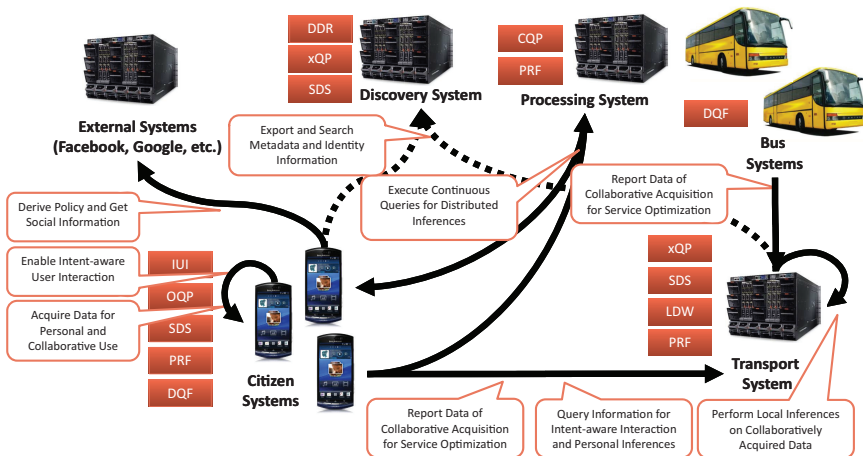 DDR
xQP
SDS
Discovery System
CQP
PRF
Processing System
DQF
Bus
Systems
External Systems
(Facebook, Google, etc.)
Export and Search
Metadata and Identity
Information
Execute Continuous
Queries for Distributed
Inferences
Report Data of
Collaborative Acquisition
for Service Optimization
Derive Policy and Get
Social Information
Enable Intent-aware
User Interaction
Acquire Data for
Personal and
Collaborative Use
IUI
OQP
SDS
PRF
DQF
Citizen
Systems
xQP
SDS
LDW
PRF
Transport
System
Report Data of
Collaborative Acquisition
for Service Optimization
Query Information for
Intent-aware Interaction
and Personal Inferences
Perform Local Inferences
on Collaboratively
Acquired Data